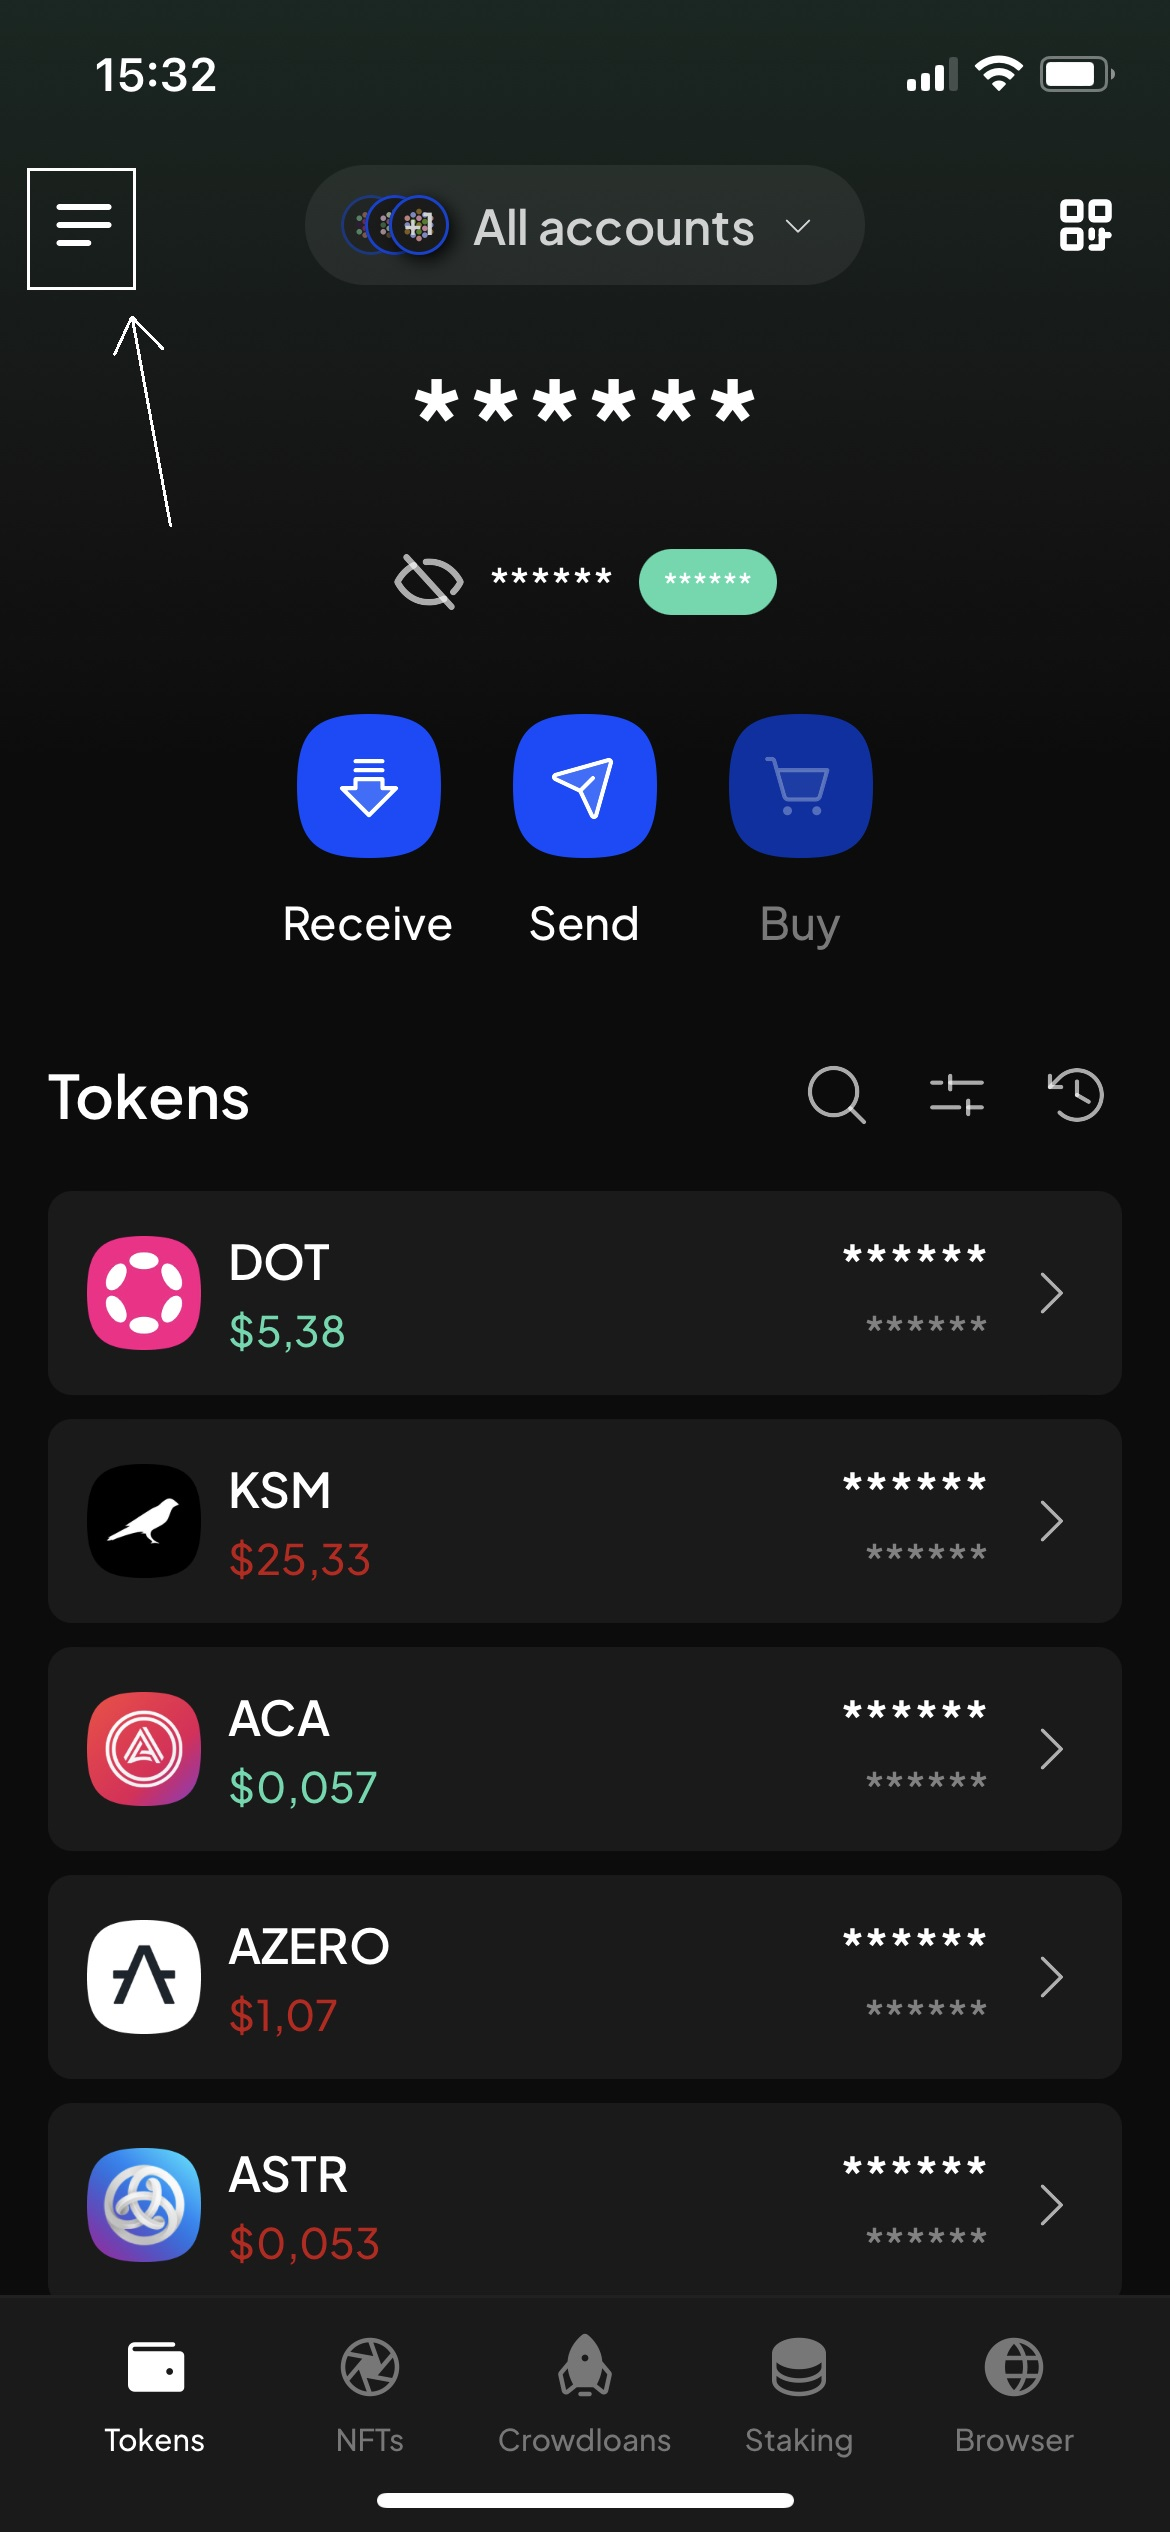 15:32
+1 All accounts
******
****** ******
Receive Send Buy
Tokens
DOT ******
$5,38 ******
KSM ******
$25,33 ******
ACA ******
$0,057 ******
AZERO ******
$1,07 ******
ASTR ******
$0,053 ******
Tokens NFTs Crowdloans Staking Browser